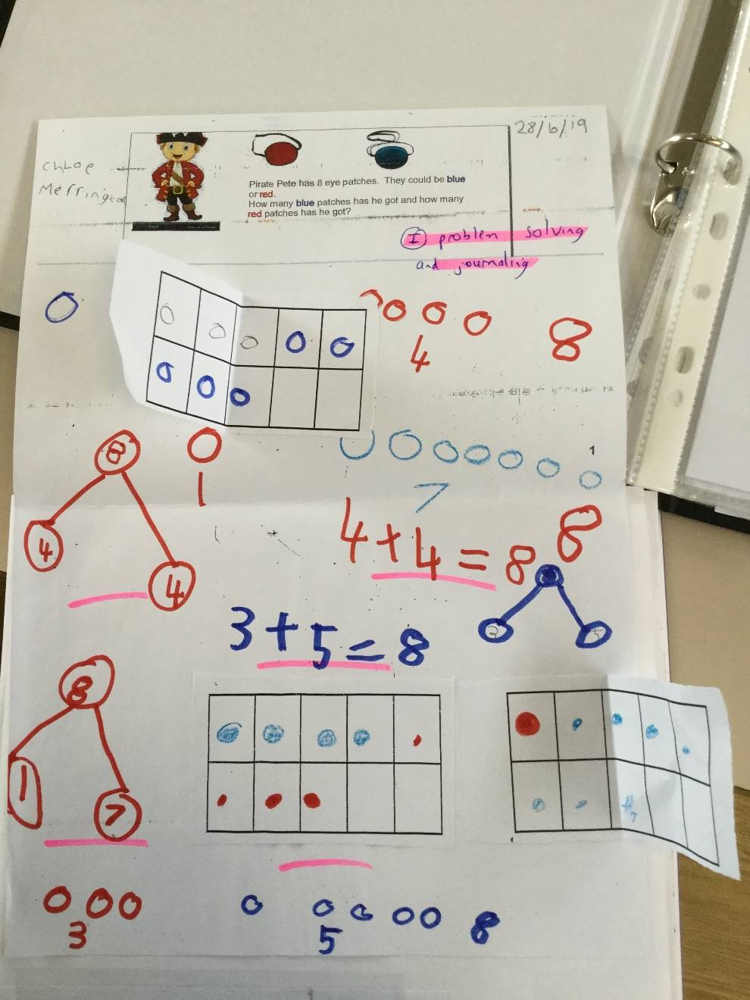 28/6/19
Chloe
Merrington
Pirate Pete has 8 eye patches. They could be blue
or red.
How many blue patches has he got and how many
red patches has he got?
I problem solving
and journaling
4
8
8
4
4
1
7
1
4+4=8
8
3
5
3+5=8
8
1
7
3
5
8